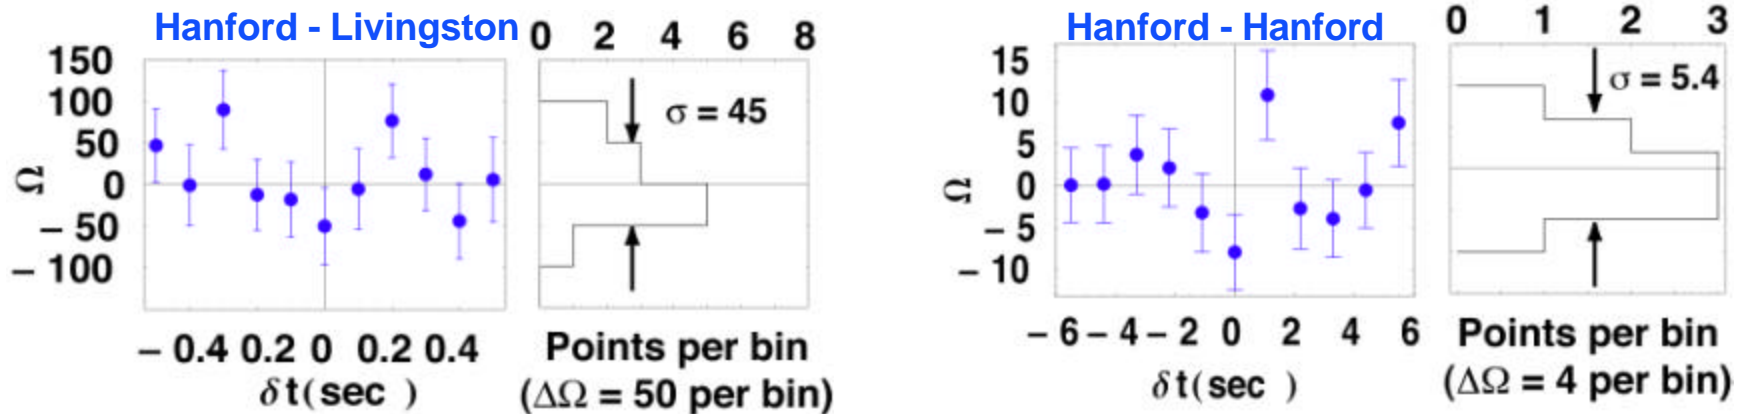 Hanford - Livingston
0 2 4 6 8
150
100
50
0
– 50
– 100
Ω
σ = 45
– 0.4 0.2 0 0.2 0.4
δ t(sec )
Points per bin
(ΔΩ = 50 per bin)
Hanford - Hanford
0 1 2 3
15
10
5
0
– 5
– 10
Ω
σ = 5.4
– 6 – 4 – 2 0 2 4 6
δ t(sec )
Points per bin
(ΔΩ = 4 per bin)